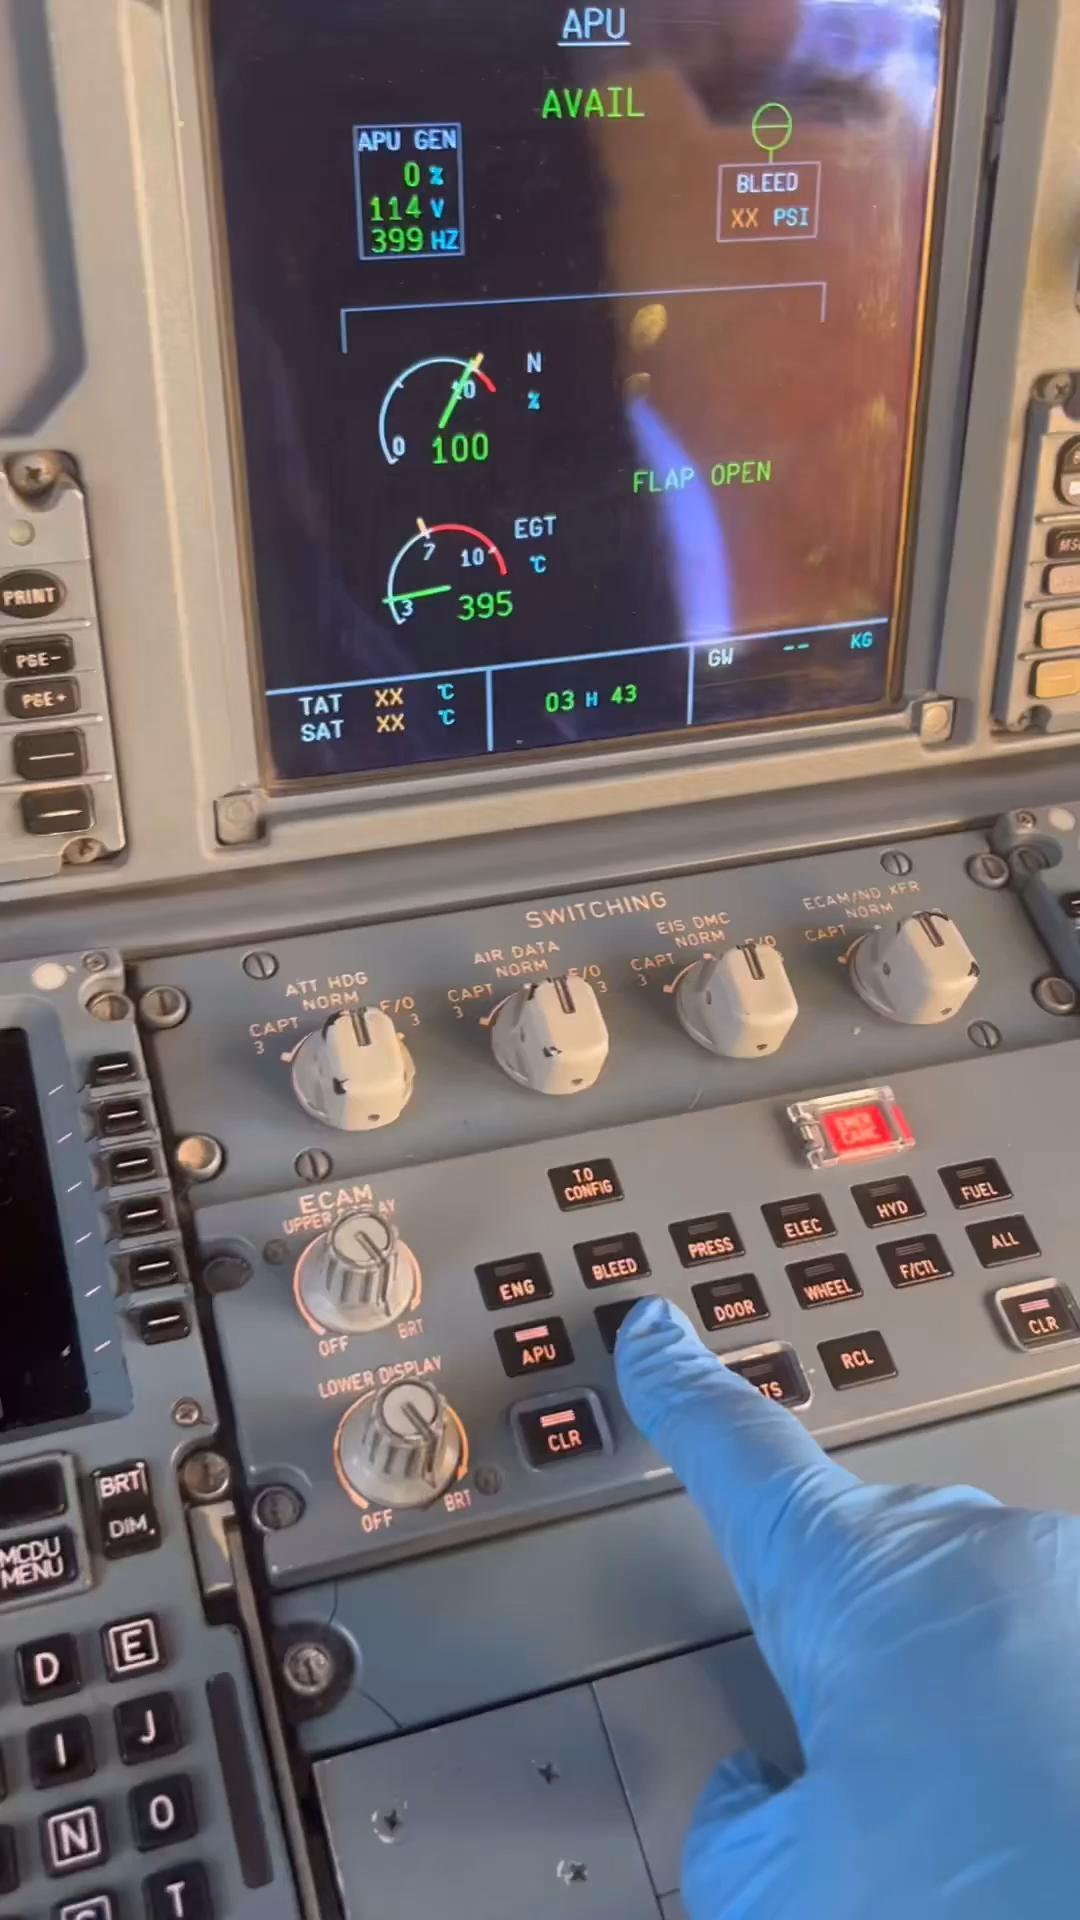 APU
AVAIL
APU GEN
0 %
114 V
399 HZ
BLEED
XX PSI
N
%
10
0
100
FLAP OPEN
EGT
°C
7
10
3
395
TAT XX °C
SAT XX °C
03 H 43
GW -- KG
PRINT
PGE-
PGE+
SWITCHING
ATT HDG
NORM
CAPT
3
F/O
3
AIR DATA
NORM
CAPT
3
F/O
3
EIS DMC
NORM
CAPT
3
F/O
ECAM/ND XFR
NORM
CAPT
EMER
CANC
ECAM
UPPER DISPLAY
OFF
BRT
LOWER DISPLAY
OFF
BRT
T.O
CONFIG
ENG
BLEED
PRESS
ELEC
HYD
FUEL
APU
DOOR
WHEEL
F/CTL
ALL
CLR
TS
RCL
CLR
BRT
DIM
MCDU
MENU
D
E
I
J
N
O
T